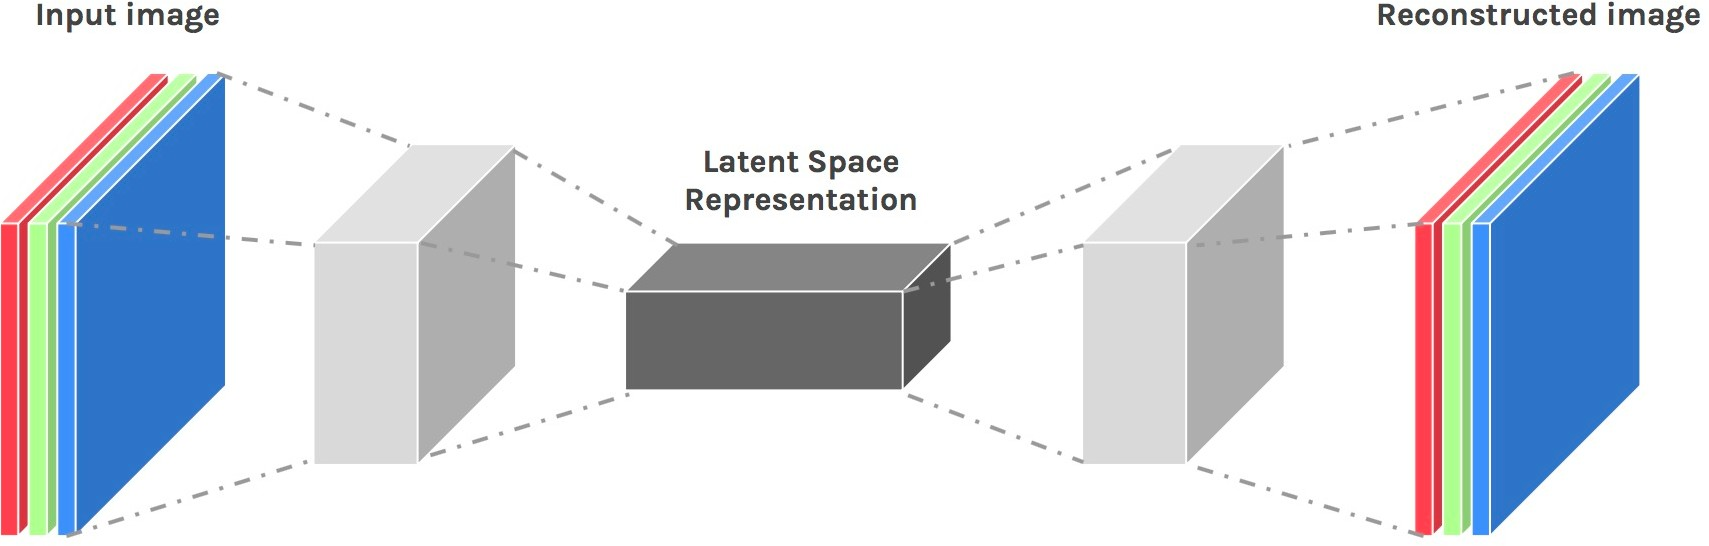 Input image
Reconstructed image
Latent Space
Representation